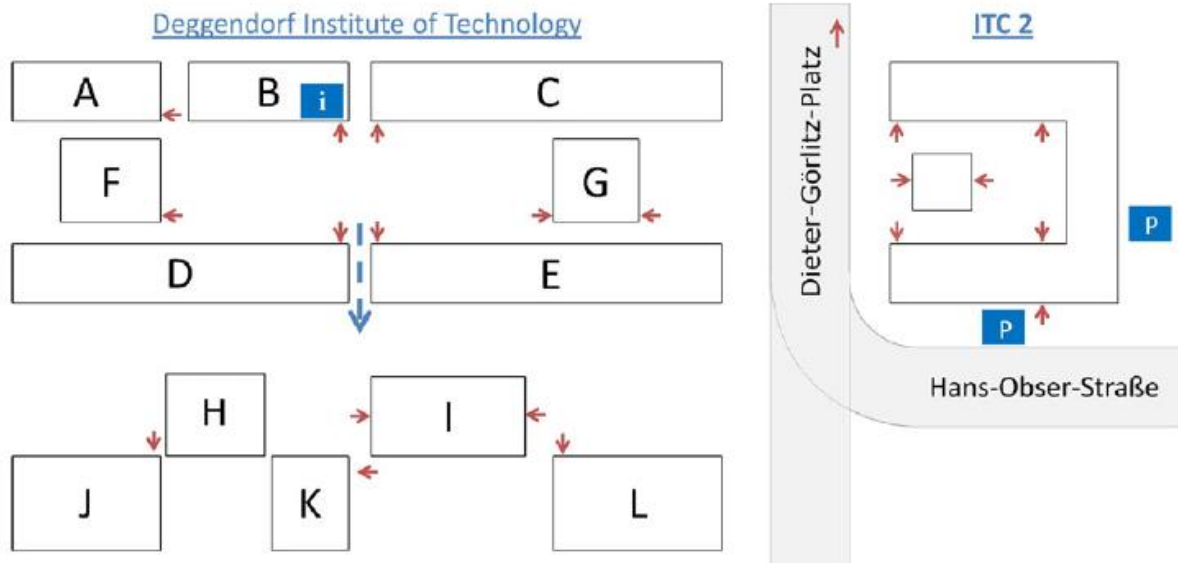 Deggendorf Institute of Technology
ITC 2
A
B
i
C
F
G
D
E
H
I
J
K
L
Dieter-Görlitz-Platz
P
P
Hans-Obser-Straße